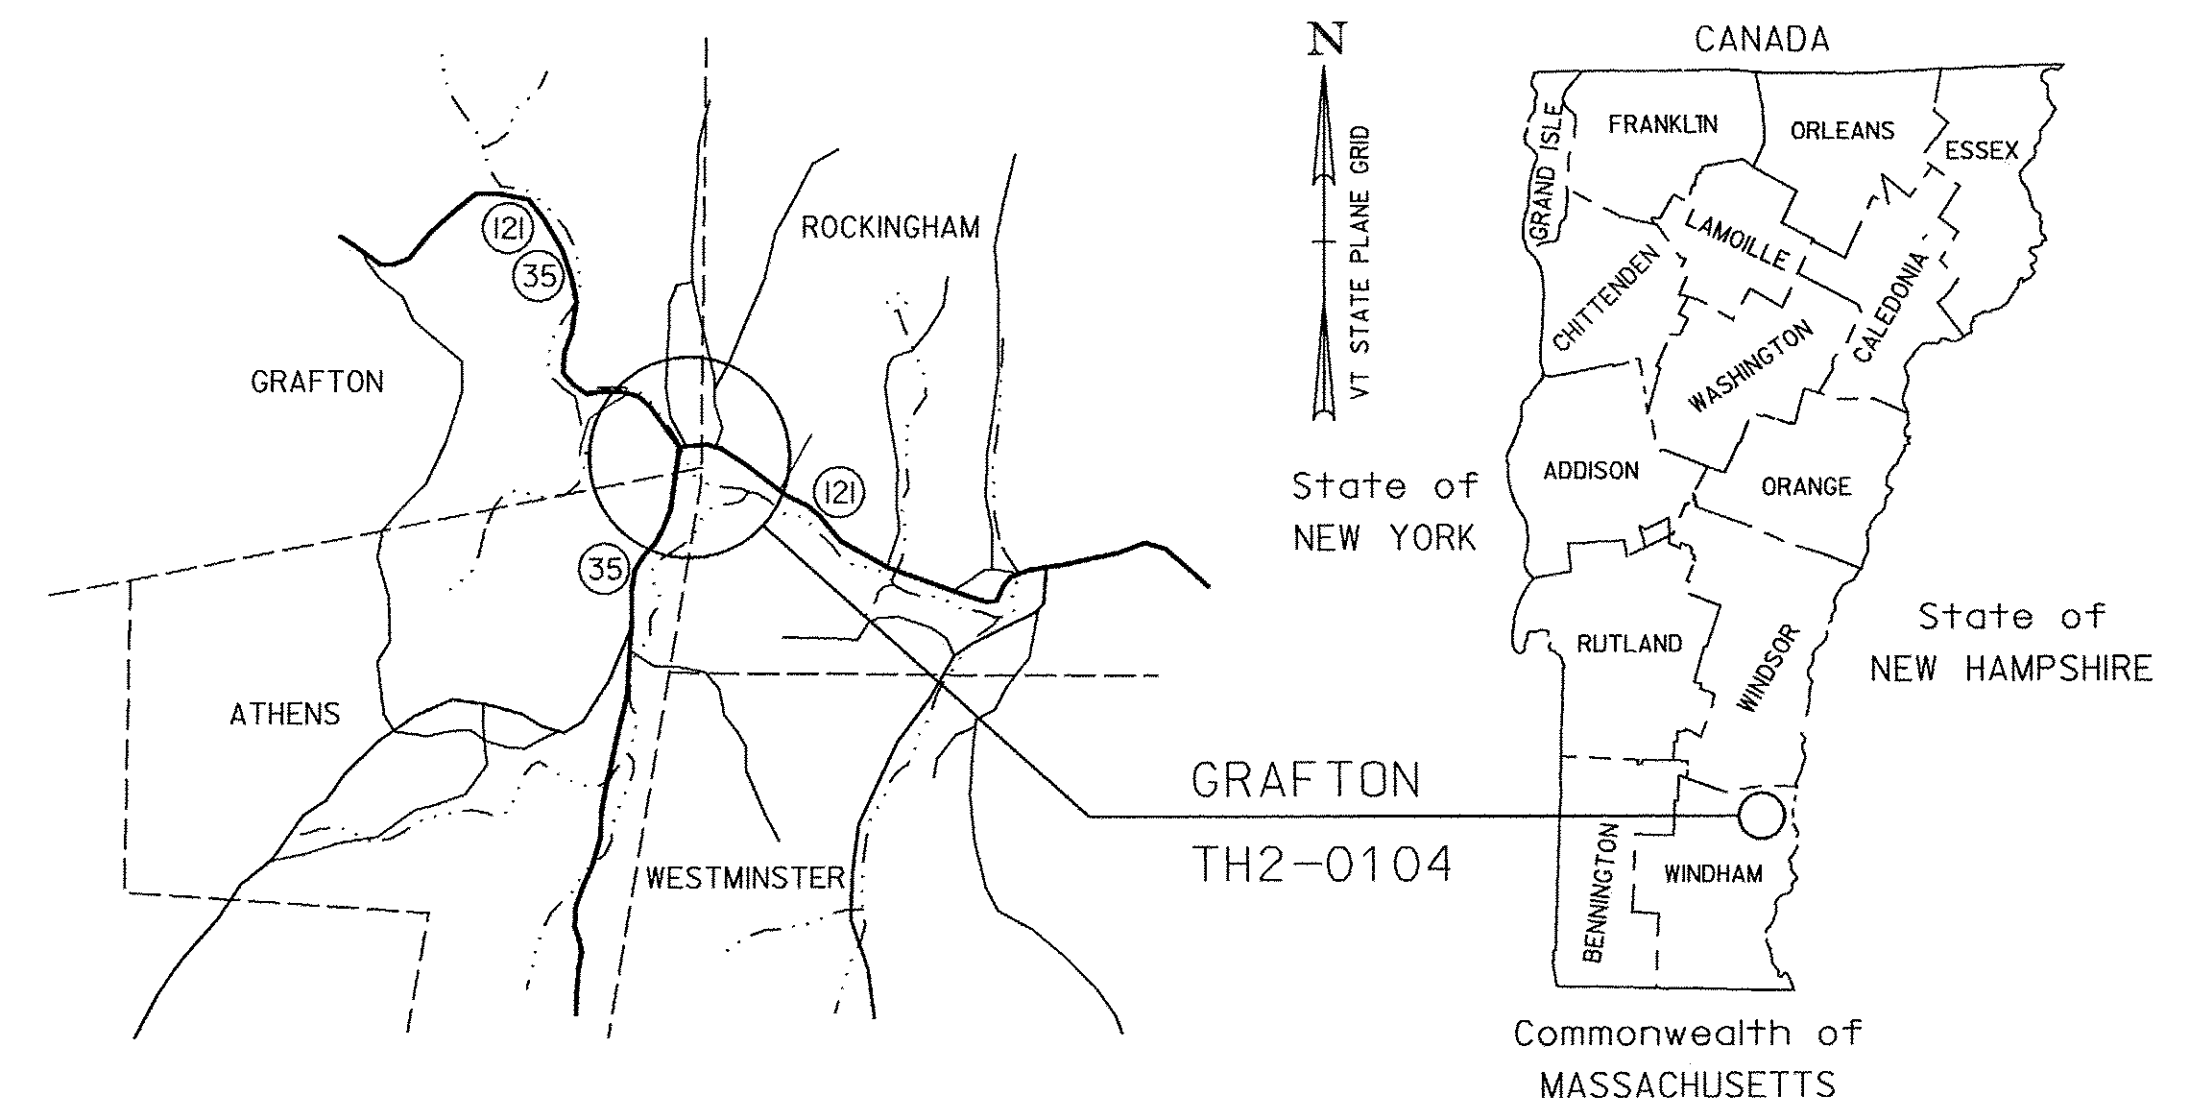 N
VT STATE PLANE GRID
121
35
ROCKINGHAM
GRAFTON
121
35
ATHENS
WESTMINSTER
GRAFTON
TH2-0104
CANADA
GRAND ISLE
FRANKLIN
ORLEANS
ESSEX
LAMOILLE
CHITTENDEN
CALEDONIA
WASHINGTON
ADDISON
ORANGE
State of
NEW YORK
RUTLAND
WINDSOR
State of
NEW HAMPSHIRE
BENNINGTON
WINDHAM
Commonwealth of
MASSACHUSETTS